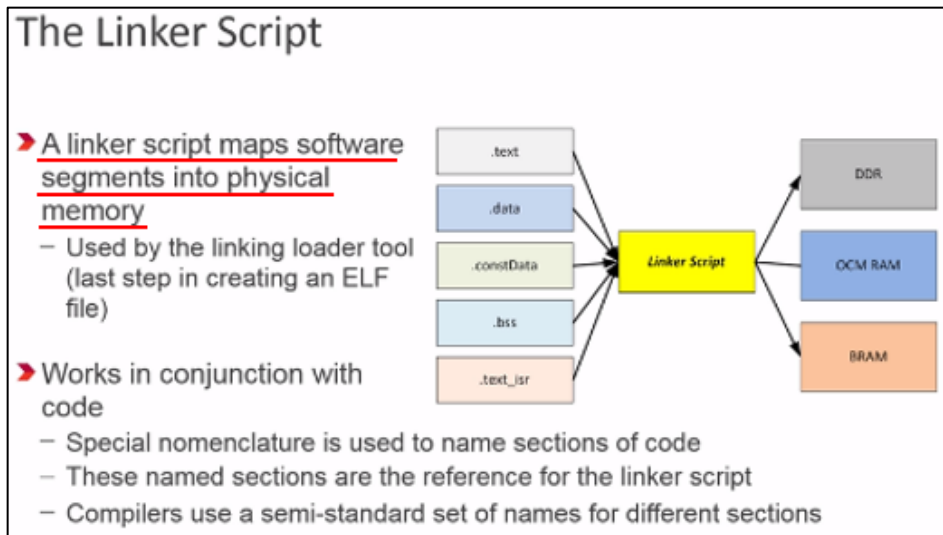 The Linker Script
A linker script maps software
segments into physical
memory
– Used by the linking loader tool
(last step in creating an ELF
file)
Works in conjunction with
code
– Special nomenclature is used to name sections of code
– These named sections are the reference for the linker script
– Compilers use a semi-standard set of names for different sections
.text
.data
.constData
.bss
.text_isr
Linker Script
DDR
OCM RAM
BRAM